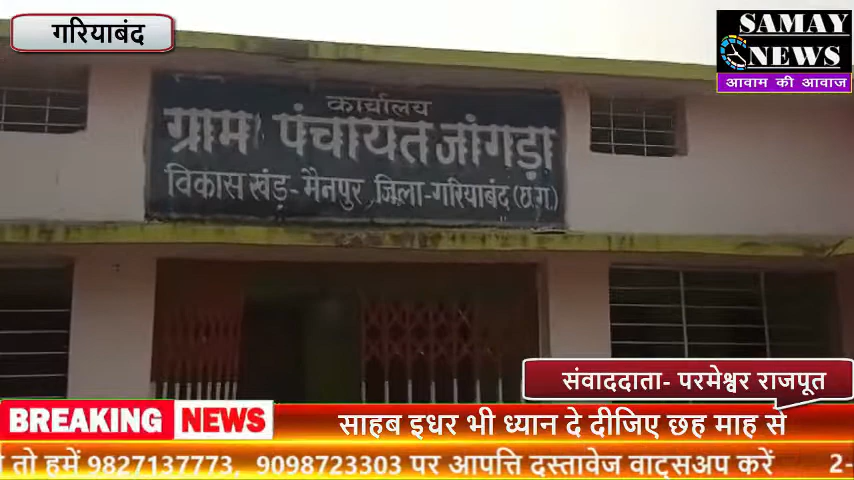 गरियाबंद
SAMAY
NEWS
आवाम की आवाज
कार्यालय
ग्राम पंचायत जांगड़ा
विकास खंड़- मैनपुर, जिला-गरियाबंद (छ.ग.)
संवाददाता- परमेश्वर राजपूत
BREAKING NEWS
साहब इधर भी ध्यान दे दीजिए छह माह से
तो हमें 9827137773, 9098723303 पर आपत्ति दस्तावेज वाट्सअप करें 2-